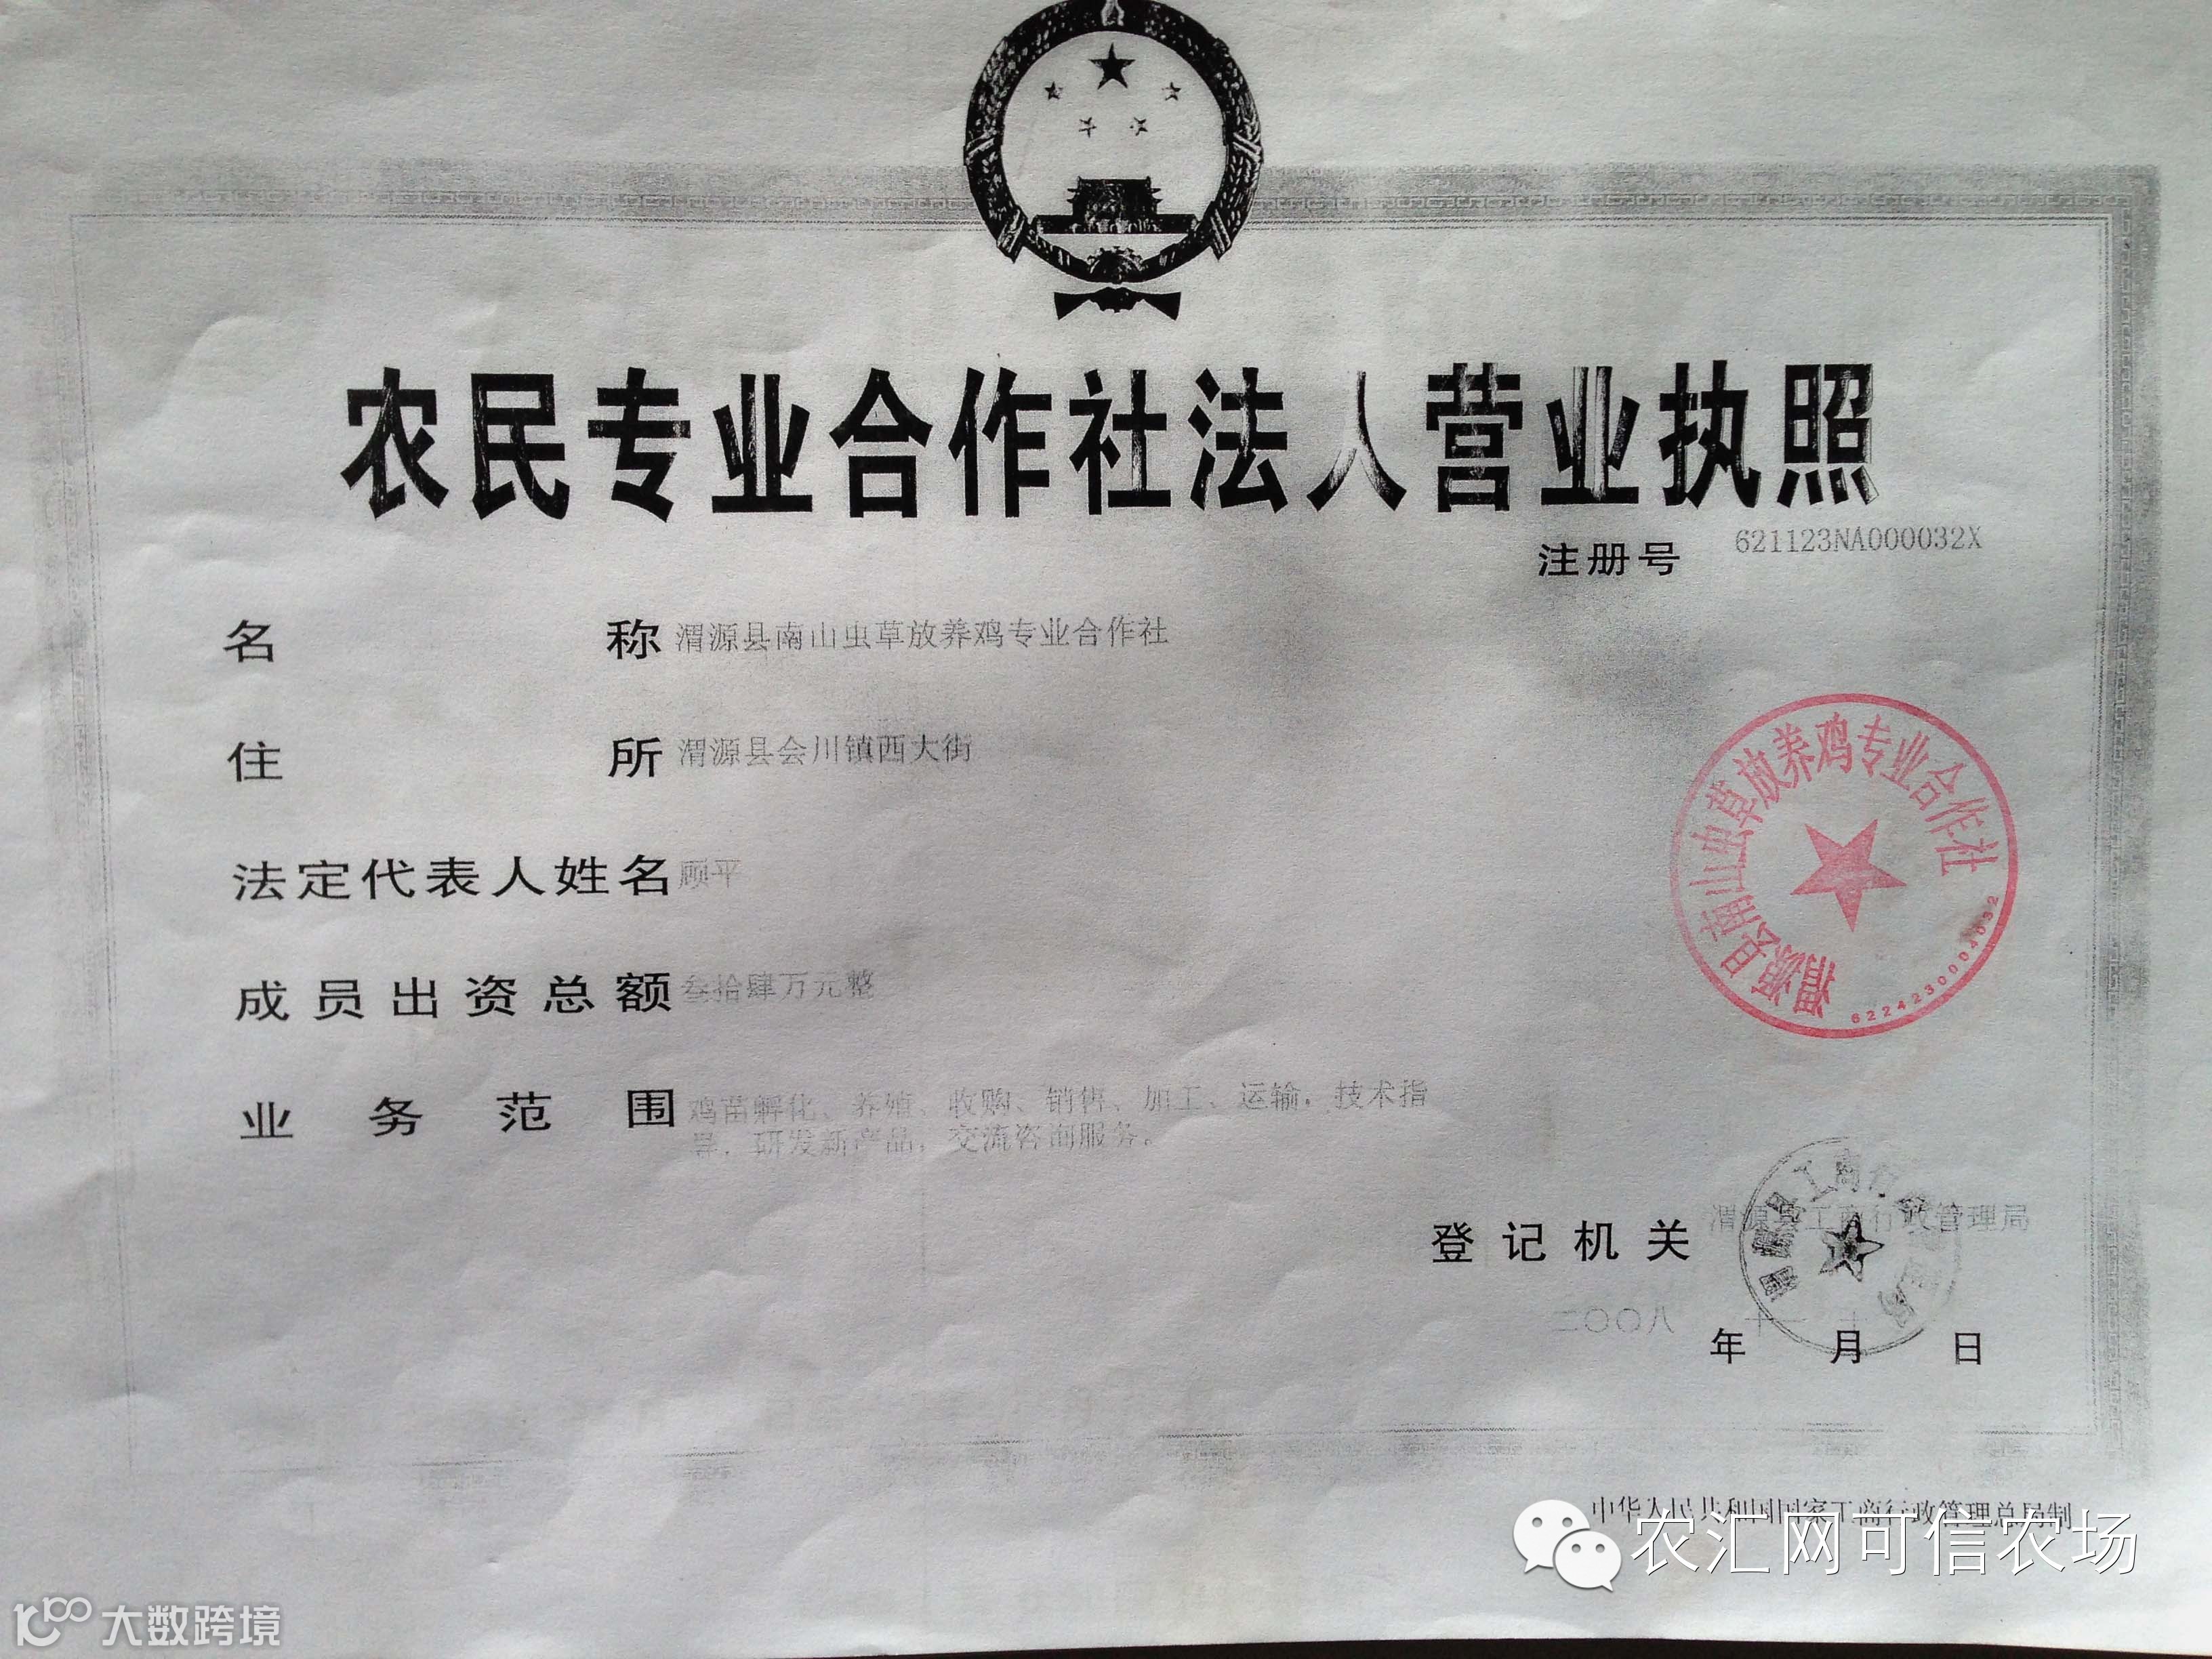 农民专业合作社法人营业执照
注册号 621123NA000032X
名称 渭源县南山虫草放养鸡专业合作社
住所 渭源县会川镇西大街
法定代表人姓名 顾平
成员出资总额 叁拾肆万元整
业务范围 鸡苗孵化、养殖、收购、销售、加工、运输,技术指
导,研发新产品,交流咨询服务。
渭源县南山虫草放养鸡专业合作社
6224230004032
登记机关 渭源县工商行政管理局
二〇〇八年十一月十日
中华人民共和国国家工商行政管理总局制
农汇网可信农场
大数跨境